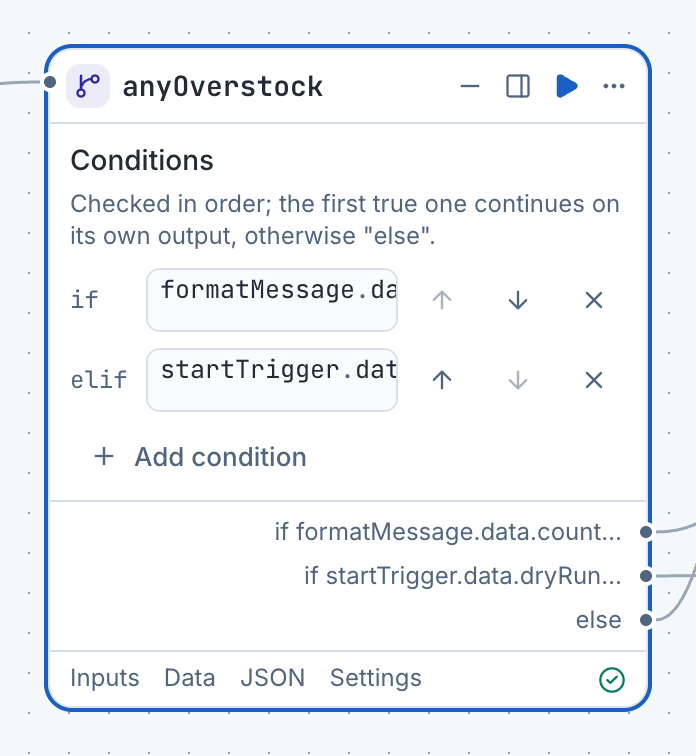 anyOverstock
Conditions
Checked in order; the first true one continues on
its own output, otherwise "else".
if formatMessage.da
elif startTrigger.dat
+ Add condition
if formatMessage.data.count...
if startTrigger.data.dryRun...
else
Inputs Data JSON Settings